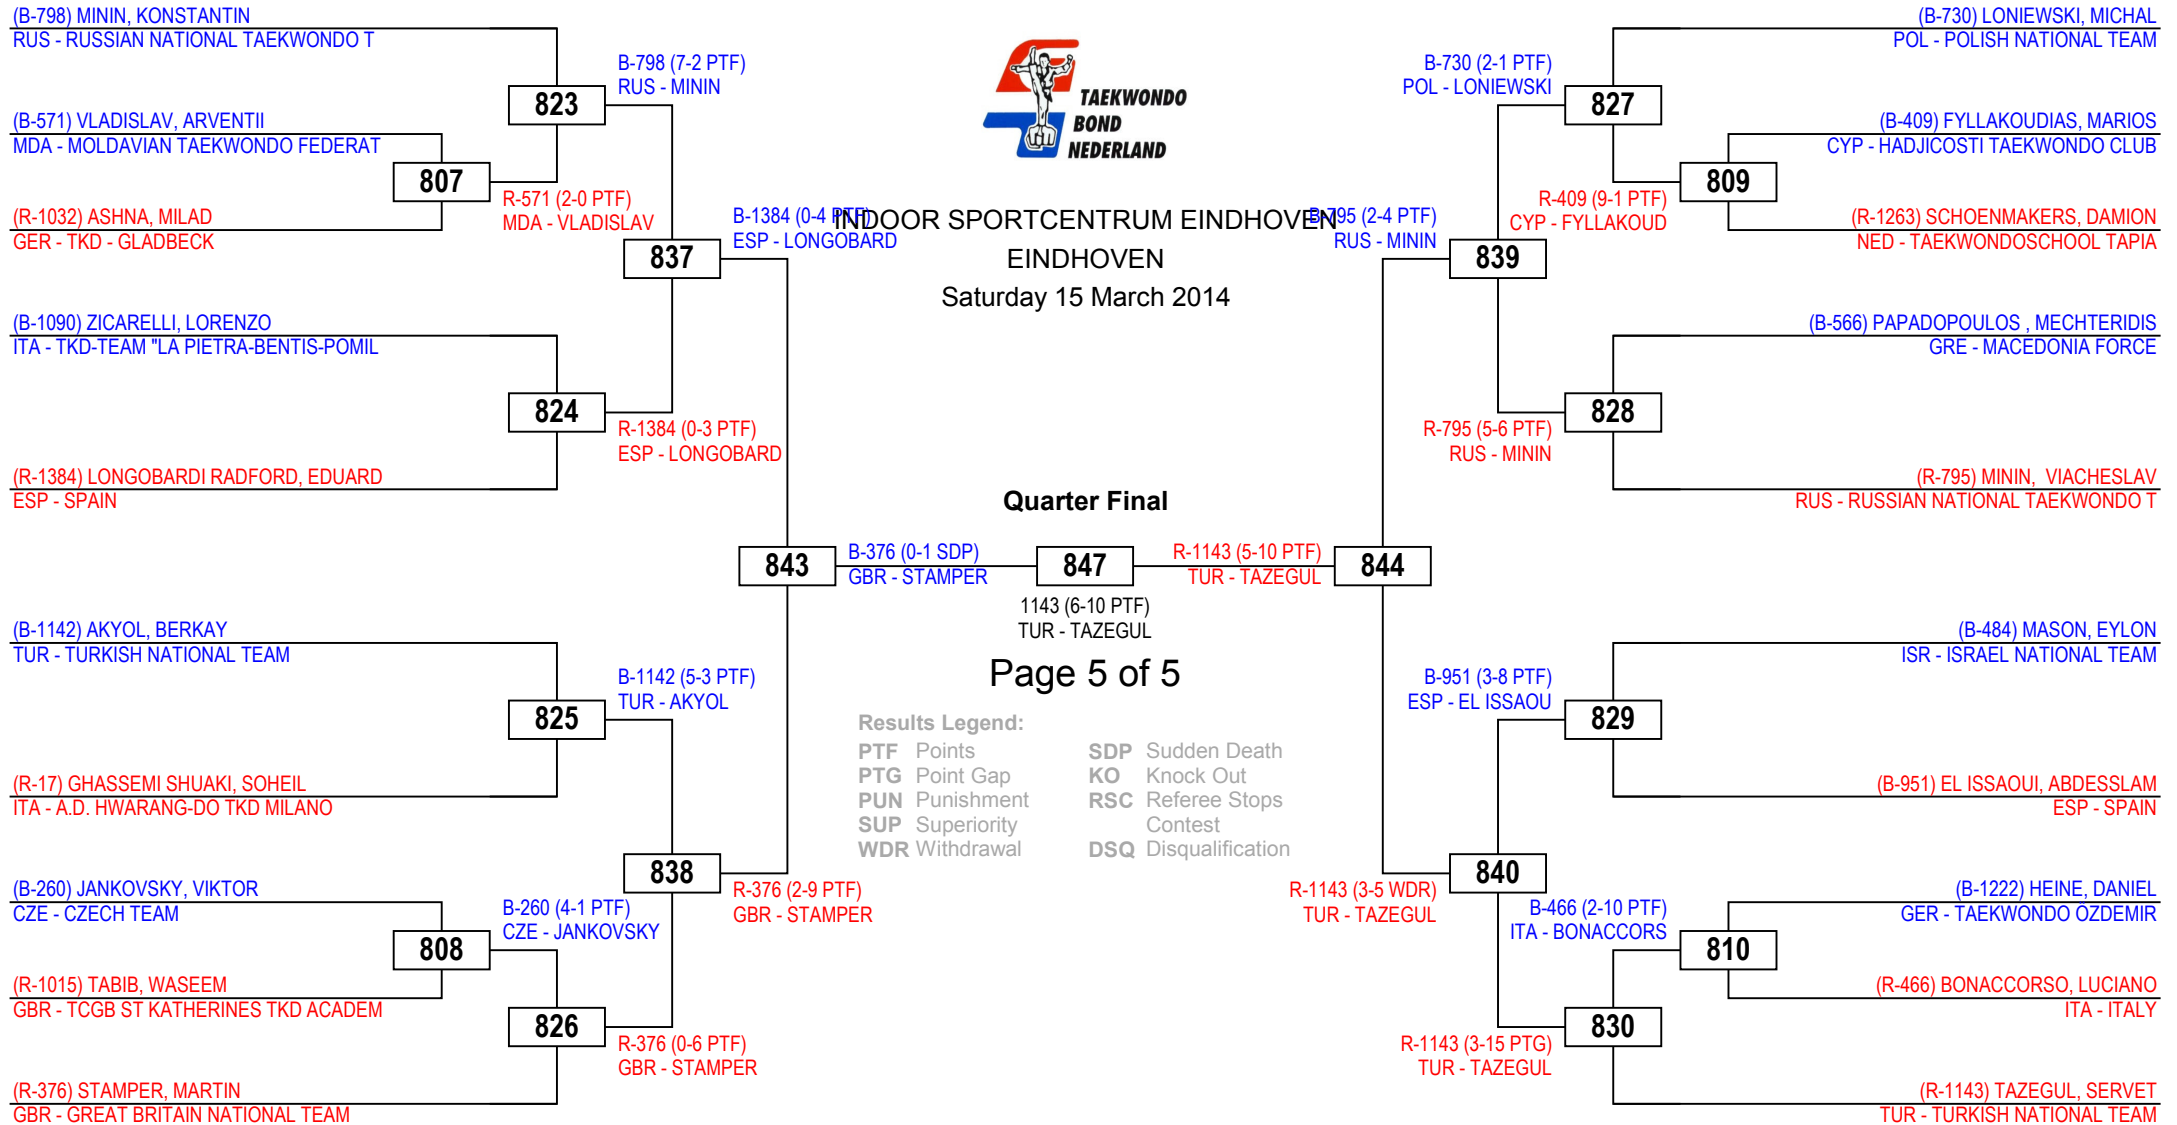 (B-798) MININ, KONSTANTIN
RUS - RUSSIAN NATIONAL TAEKWONDO T
B-798 (7-2 PTF)
RUS - MININ
823
(B-571) VLADISLAV, ARVENTII
MDA - MOLDAVIAN TAEKWONDO FEDERAT
807
R-571 (2-0 PTF)
MDA - VLADISLAV
(R-1032) ASHNA, MILAD
GER - TKD - GLADBECK
B-1384 (0-4 PTF)
ESP - LONGOBARD
837
(B-1090) ZICARELLI, LORENZO
ITA - TKD-TEAM "LA PIETRA-BENTIS-POMIL
824
R-1384 (0-3 PTF)
ESP - LONGOBARD
(R-1384) LONGOBARDI RADFORD, EDUARD
ESP - SPAIN
843
B-376 (0-1 SDP)
GBR - STAMPER
(B-1142) AKYOL, BERKAY
TUR - TURKISH NATIONAL TEAM
B-1142 (5-3 PTF)
TUR - AKYOL
825
(R-17) GHASSEMI SHUAKI, SOHEIL
ITA - A.D. HWARANG-DO TKD MILANO
838
R-376 (2-9 PTF)
GBR - STAMPER
(B-260) JANKOVSKY, VIKTOR
CZE - CZECH TEAM
B-260 (4-1 PTF)
CZE - JANKOVSKY
808
(R-1015) TABIB, WASEEM
GBR - TCGB ST KATHERINES TKD ACADEM
826
R-376 (0-6 PTF)
GBR - STAMPER
(R-376) STAMPER, MARTIN
GBR - GREAT BRITAIN NATIONAL TEAM
TAEKWONDO
BOND
NEDERLAND
INDOOR SPORTCENTRUM EINDHOVEN
EINDHOVEN
Saturday 15 March 2014
Quarter Final
847
1143 (6-10 PTF)
TUR - TAZEGUL
Page 5 of 5
Results Legend:
PTF Points SDP Sudden Death
PTG Point Gap KO Knock Out
PUN Punishment RSC Referee Stops
SUP Superiority Contest
WDR Withdrawal DSQ Disqualification
(B-730) LONIEWSKI, MICHAL
POL - POLISH NATIONAL TEAM
B-730 (2-1 PTF)
POL - LONIEWSKI
827
(B-409) FYLLAKOUDIAS, MARIOS
CYP - HADJICOSTI TAEKWONDO CLUB
809
R-409 (9-1 PTF)
CYP - FYLLAKOUD
(R-1263) SCHOENMAKERS, DAMION
NED - TAEKWONDOSCHOOL TAPIA
B-795 (2-4 PTF)
RUS - MININ
839
(B-566) PAPADOPOULOS , MECHTERIDIS
GRE - MACEDONIA FORCE
828
R-795 (5-6 PTF)
RUS - MININ
(R-795) MININ, VIACHESLAV
RUS - RUSSIAN NATIONAL TAEKWONDO T
R-1143 (5-10 PTF)
TUR - TAZEGUL
844
(B-484) MASON, EYLON
ISR - ISRAEL NATIONAL TEAM
B-951 (3-8 PTF)
ESP - EL ISSAOU
829
(B-951) EL ISSAOUI, ABDESSLAM
ESP - SPAIN
840
R-1143 (3-5 WDR)
TUR - TAZEGUL
(B-1222) HEINE, DANIEL
GER - TAEKWONDO ÖZDEMIR
B-466 (2-10 PTF)
ITA - BONACCORS
810
(R-466) BONACCORSO, LUCIANO
ITA - ITALY
830
R-1143 (3-15 PTG)
TUR - TAZEGUL
(R-1143) TAZEGUL, SERVET
TUR - TURKISH NATIONAL TEAM